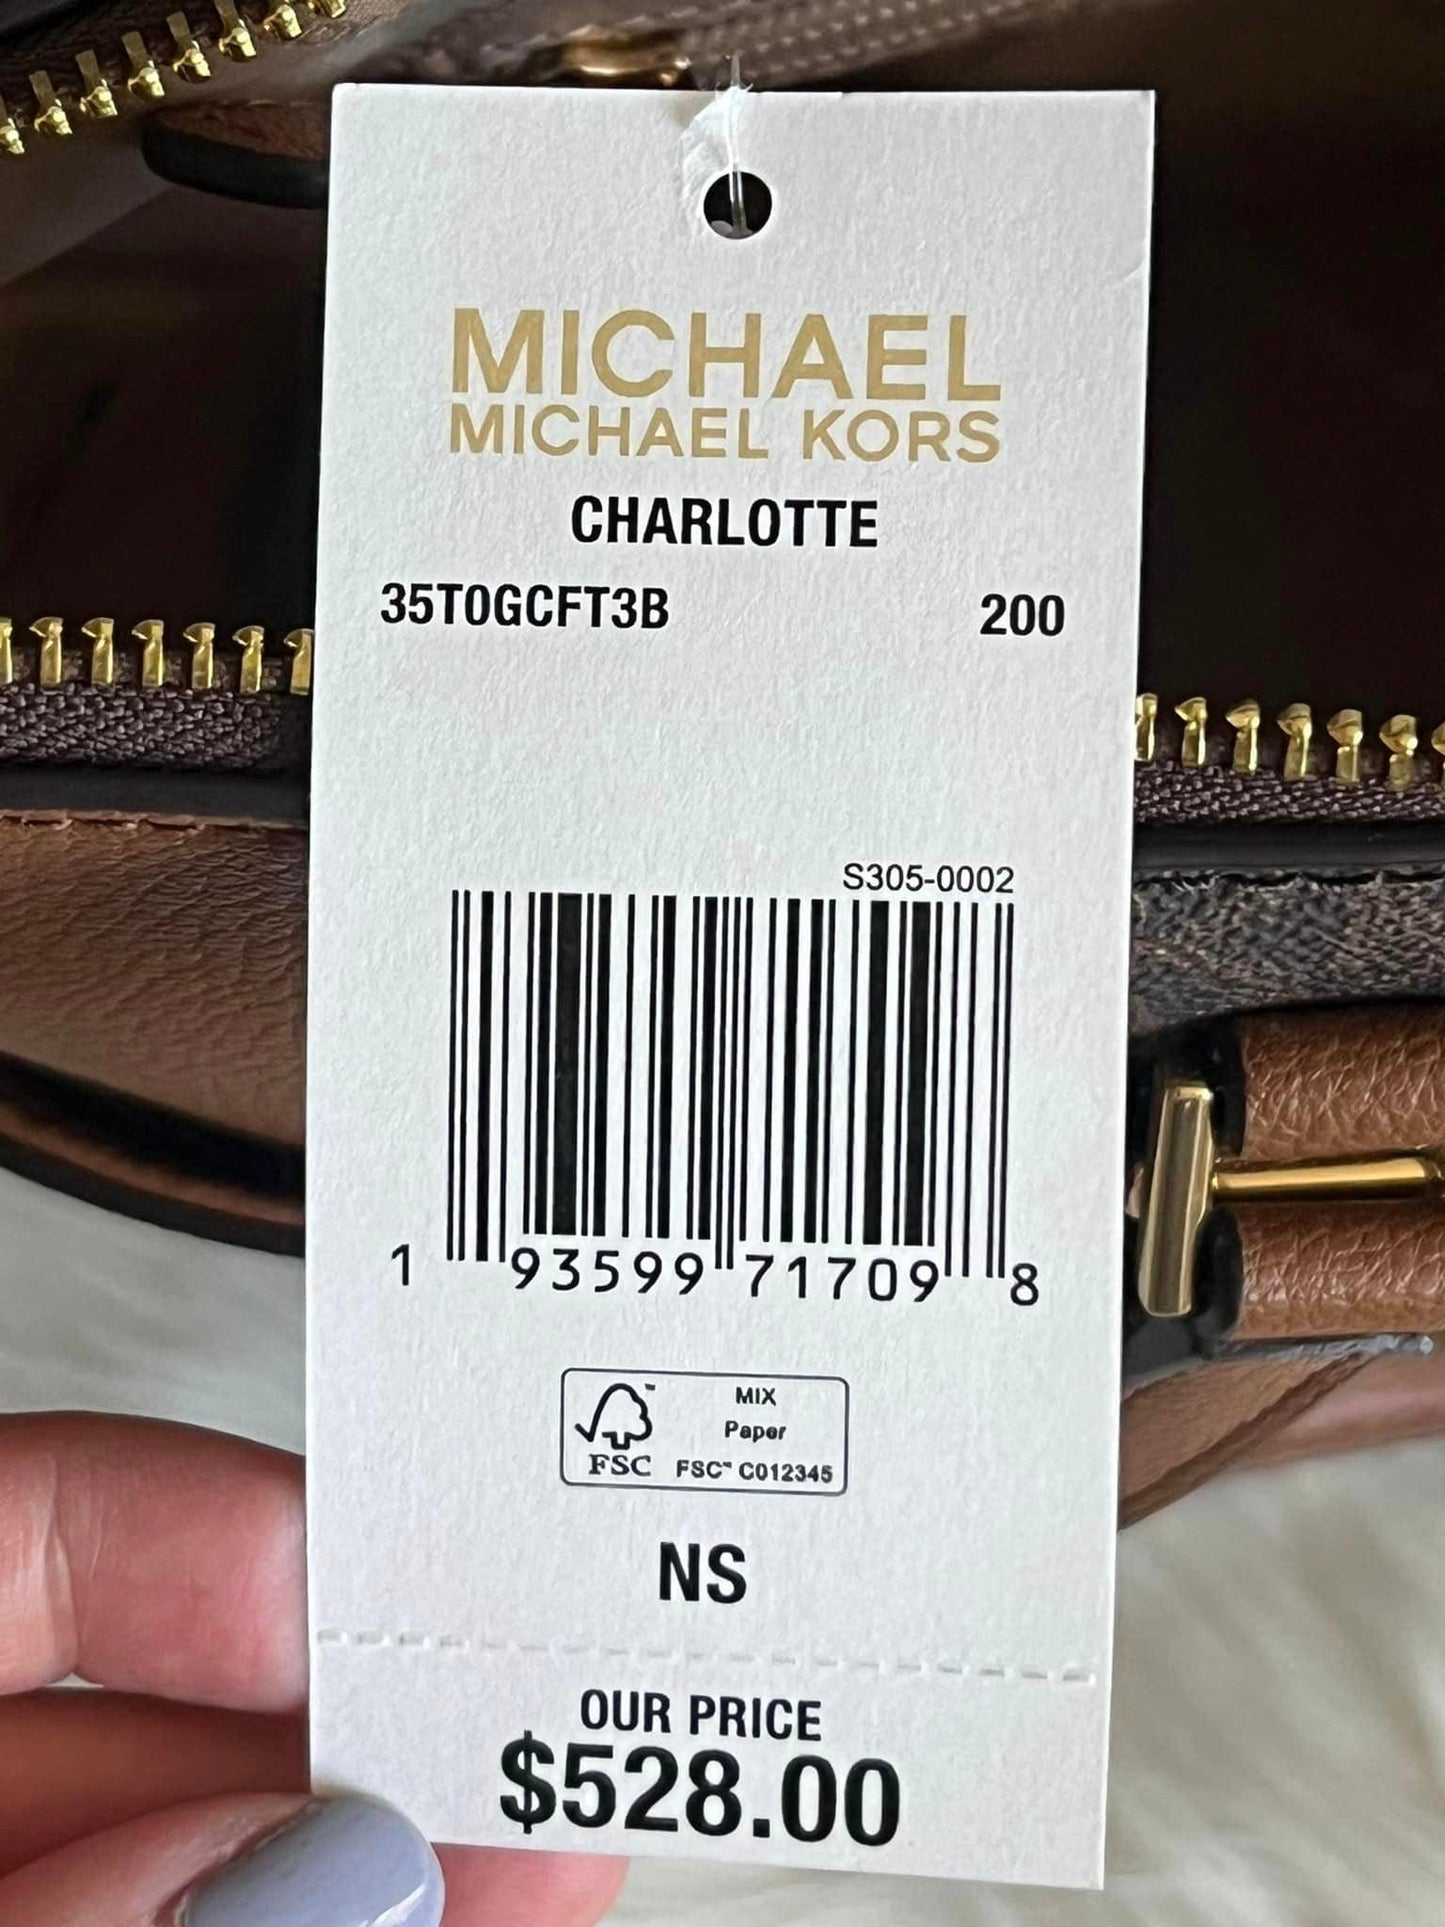 MICHAEL
MICHAEL KORS
CHARLOTTE
35T0GCFT3B 200
S305-0002
1 93599 71709 8
FSC™ MIX
Paper
FSC™ C012345
NS
OUR PRICE
$528.00